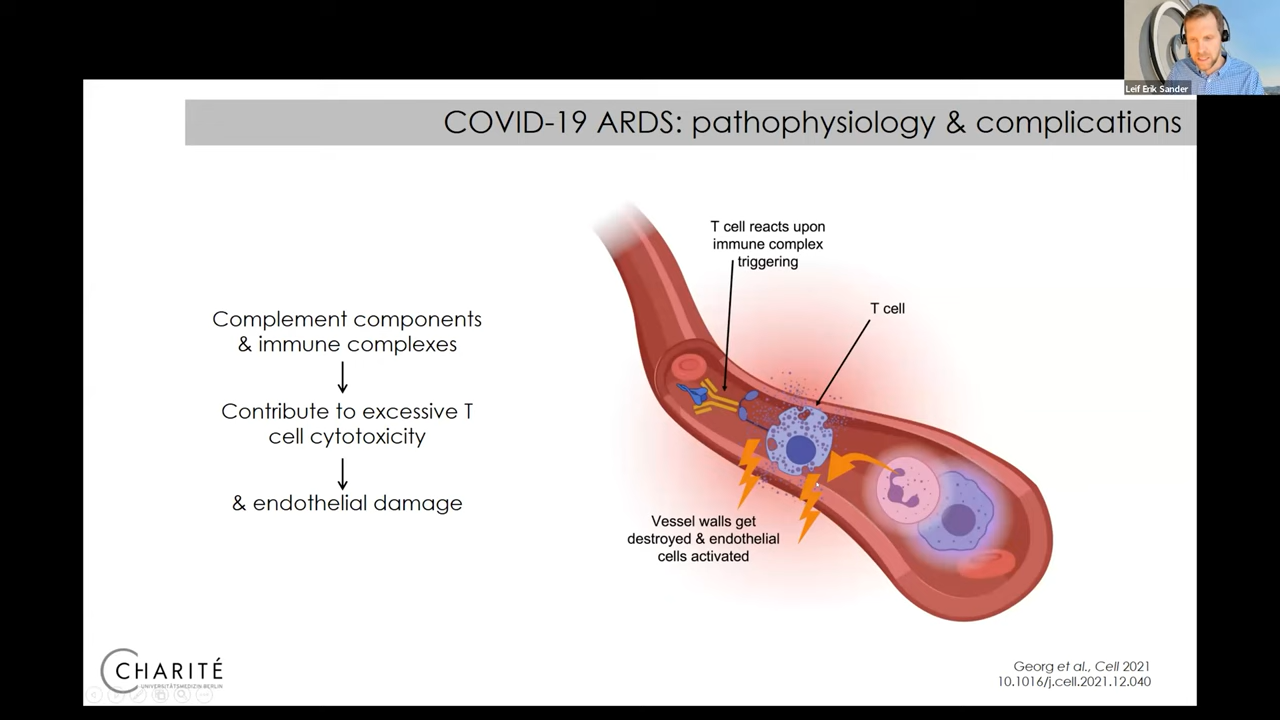 Leif Erik Sander
COVID-19 ARDS: pathophysiology & complications
T cell reacts upon
immune complex
triggering
T cell
Complement components
& immune complexes
Contribute to excessive T
cell cytotoxicity
& endothelial damage
Vessel walls get
destroyed & endothelial
cells activated
CHARITÉ
UNIVERSITÄTSMEDIZIN BERLIN
Georg et al., Cell 2021
10.1016/j.cell.2021.12.040